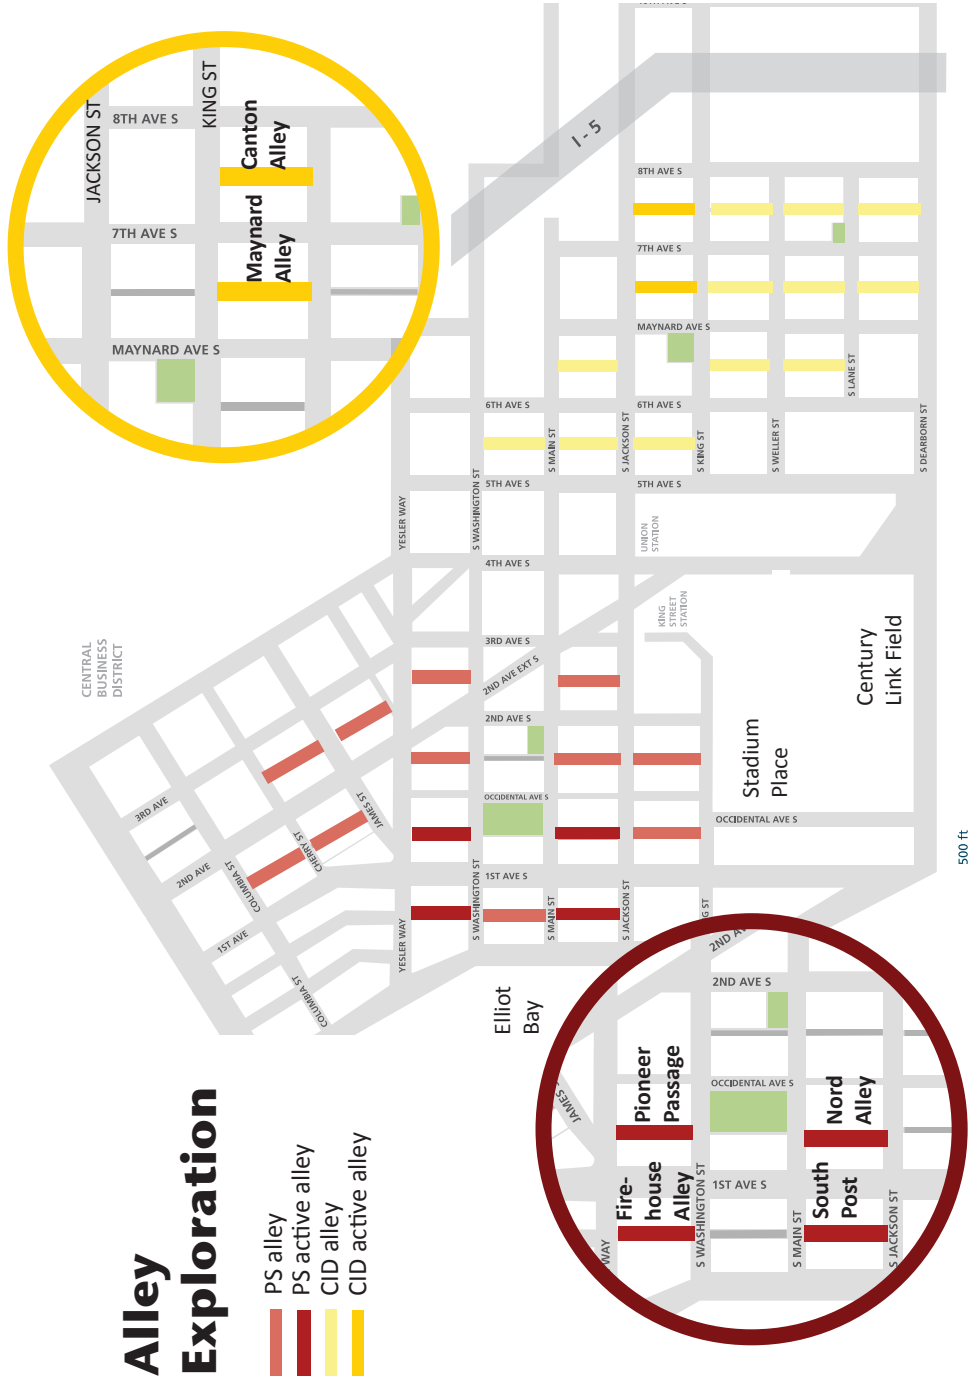 Alley
Exploration
PS alley
PS active alley
CID alley
CID active alley
JACKSON ST
KING ST
8TH AVE S
7TH AVE S
MAYNARD AVE S
Canton
Alley
Maynard
Alley
CENTRAL
BUSINESS
DISTRICT
I - 5
8TH AVE S
7TH AVE S
MAYNARD AVE S
6TH AVE S
6TH AVE S
5TH AVE S
5TH AVE S
4TH AVE S
3RD AVE S
2ND AVE EXT S
2ND AVE S
OCCIDENTAL AVE S
OCCIDENTAL AVE S
1ST AVE S
YESLER WAY
S WASHINGTON ST
S MAIN ST
S JACKSON ST
S KING ST
S WELLER ST
S LANE ST
S DEARBORN ST
UNION
STATION
KING
STREET
STATION
3RD AVE
2ND AVE
1ST AVE
COLUMBIA ST
CHERRY ST
JAMES ST
COLUMBIA ST
YESLER WAY
S WASHINGTON ST
S MAIN ST
S JACKSON ST
G ST
2ND AV
Stadium
Place
Century
Link Field
Elliot
Bay
500 ft
JAMES
WAY
S WASHINGTON ST
S MAIN ST
S JACKSON ST
2ND AVE S
OCCIDENTAL AVE S
1ST AVE S
Pioneer
Passage
Fire-
house
Alley
Nord
Alley
South
Post